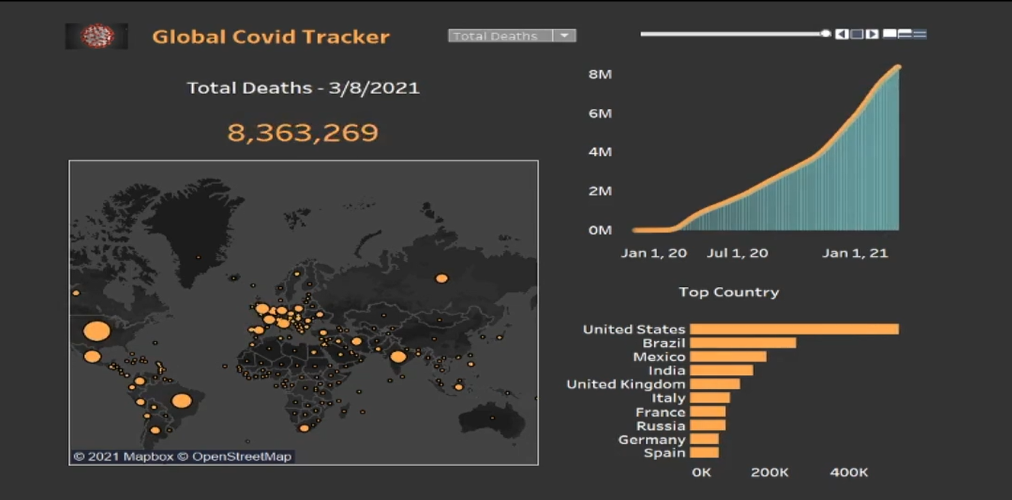 Global Covid Tracker
Total Deaths
Total Deaths - 3/8/2021
8,363,269
© 2021 Mapbox © OpenStreetMap
8M
6M
4M
2M
0M
Jan 1, 20 Jul 1, 20 Jan 1, 21
Top Country
United States
Brazil
Mexico
India
United Kingdom
Italy
France
Russia
Germany
Spain
0K 200K 400K